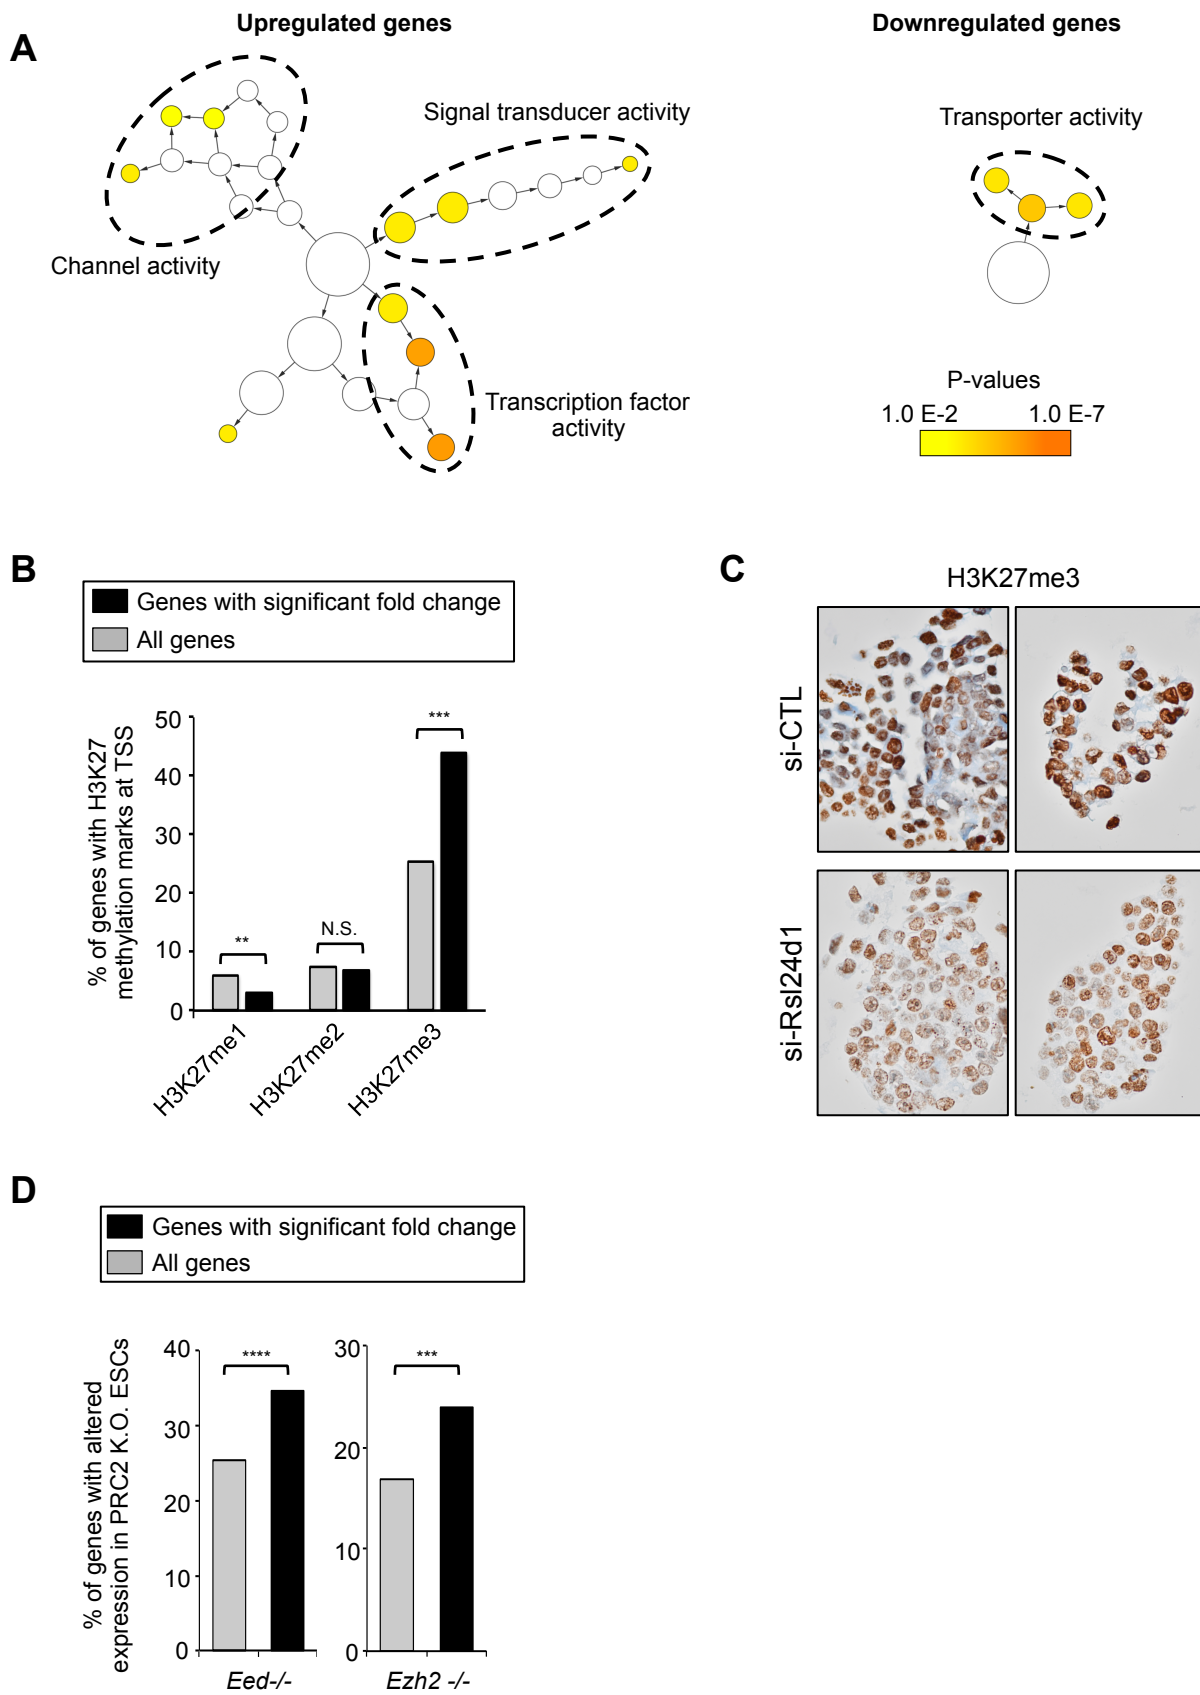 A
Upregulated genes
Downregulated genes
Signal transducer activity
Transporter activity
Channel activity
Transcription factor
activity
P-values
1.0 E-2
1.0 E-7
B
Genes with significant fold change
All genes
% of genes with H3K27
methylation marks at TSS
50
40
30
20
10
0
**
N.S.
***
H3K27me1
H3K27me2
H3K27me3
C
H3K27me3
si-CTL
si-Rsl24d1
D
Genes with significant fold change
All genes
% of genes with altered
expression in PRC2 K.O. ESCs
40
30
20
10
0
****
Eed-/-
30
20
10
0
***
Ezh2 -/-